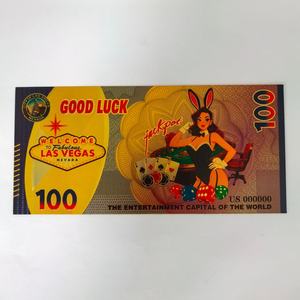 GOOD LUCK
100
jackpot
WELCOME
TO Fabulous
LAS VEGAS
NEVADA
100
US 000000
THE ENTERTAINMENT CAPITAL OF THE WORLD